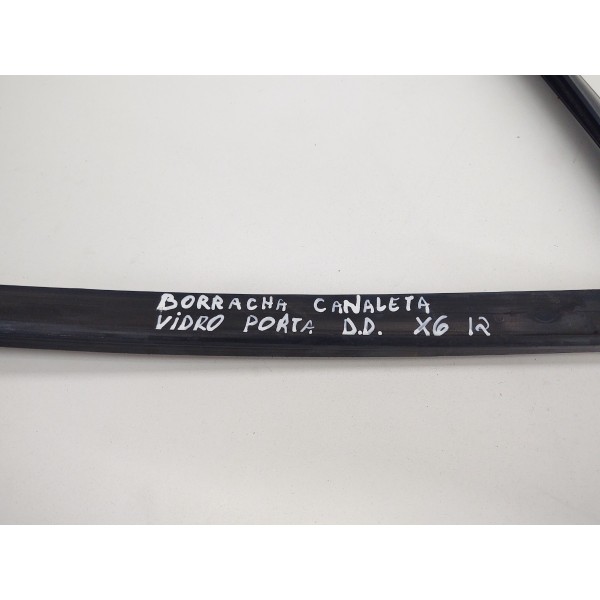 BORRACHA CANALETA
ViDRO PORTA D.D. X6 12